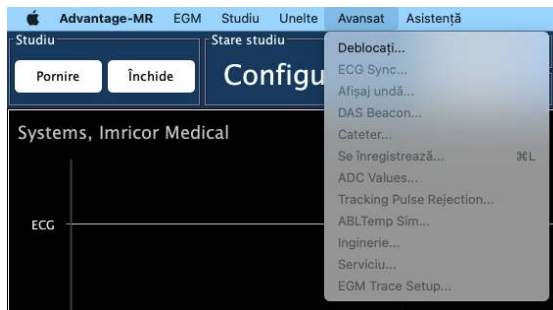 Advantage-MR EGM Studiu Unelte Avansat Asistență
Studiu
Stare studiu
Pornire Închide
Configu
Deblocați...
ECG Sync...
Afișaj undă...
DAS Beacon...
Cateter...
Se înregistrează... ⌘L
ADC Values...
Tracking Pulse Rejection...
ABLTemp Sim...
Inginerie...
Serviciu...
EGM Trace Setup...
Systems, Imricor Medical
ECG